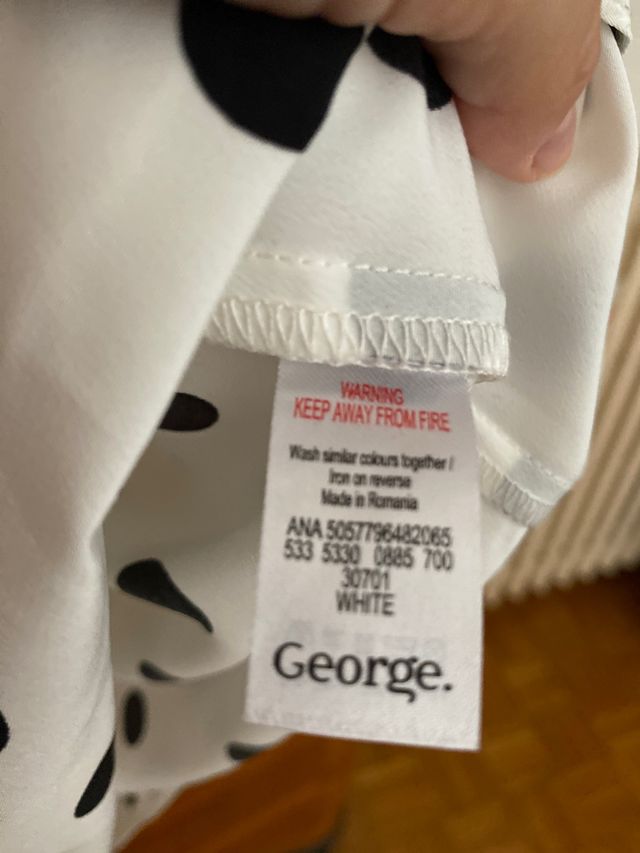 WARNING
KEEP AWAY FROM FIRE
Wash similar colours together /
Iron on reverse
Made in Romania
ANA 5057796482065
533 5330 0885 700
30701
WHITE
George.